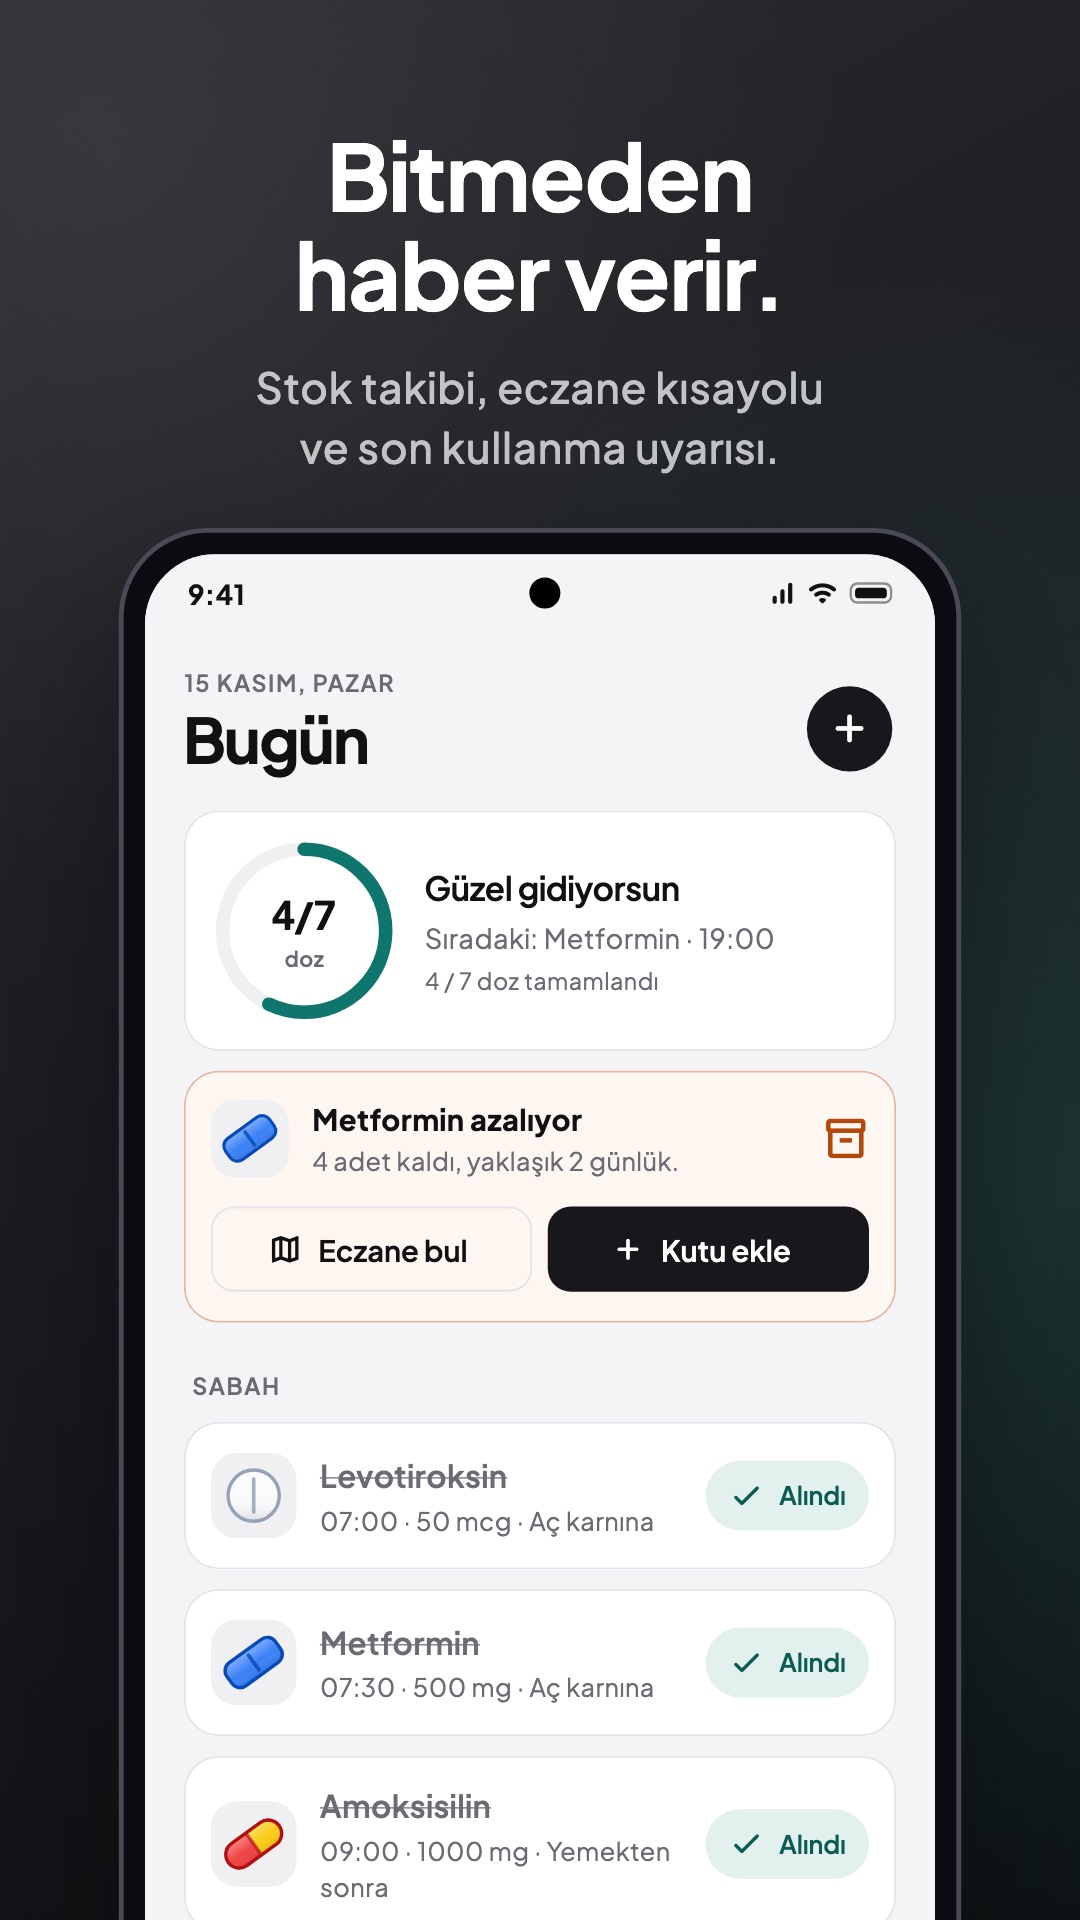 Bitmeden
haber verir.
Stok takibi, eczane kısayolu
ve son kullanma uyarısı.
9:41
15 KASIM, PAZAR
Bugün
4/7
doz
Güzel gidiyorsun
Sıradaki: Metformin · 19:00
4 / 7 doz tamamlandı
Metformin azalıyor
4 adet kaldı, yaklaşık 2 günlük.
Eczane bul
Kutu ekle
SABAH
Levotiroksin
07:00 · 50 mcg · Aç karnına
Alındı
Metformin
07:30 · 500 mg · Aç karnına
Alındı
Amoksisilin
09:00 · 1000 mg · Yemekten
sonra
Alındı